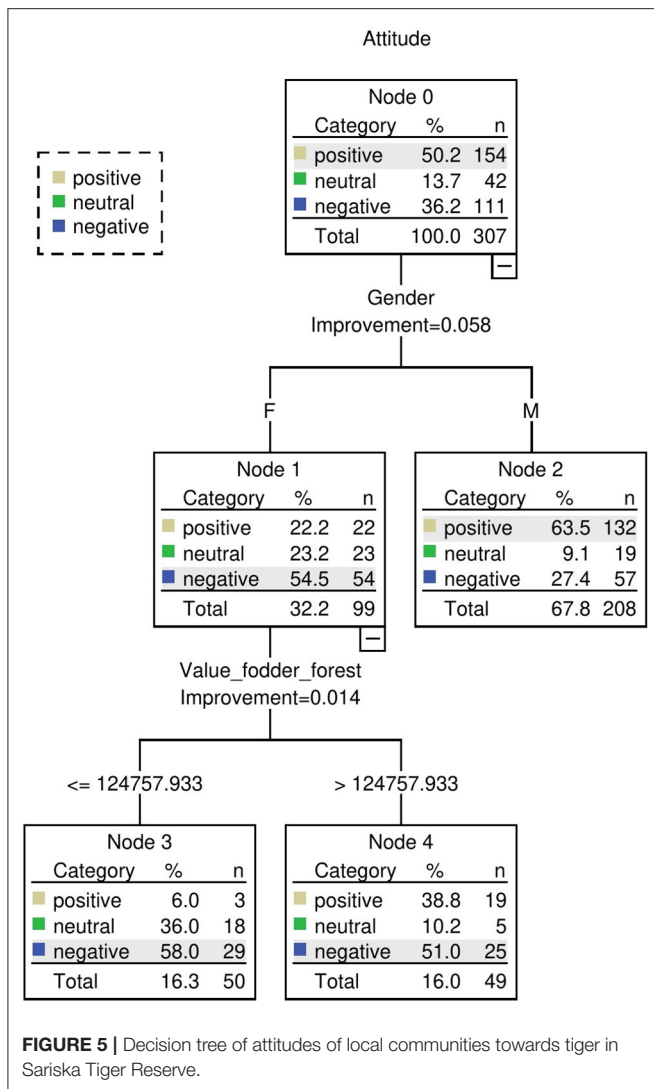 Attitude
positive
neutral
negative
Node 0
Category % n
positive 50.2 154
neutral 13.7 42
negative 36.2 111
Total 100.0 307
Gender
Improvement=0.058
F
M
Node 1
Category % n
positive 22.2 22
neutral 23.2 23
negative 54.5 54
Total 32.2 99
Node 2
Category % n
positive 63.5 132
neutral 9.1 19
negative 27.4 57
Total 67.8 208
Value_fodder_forest
Improvement=0.014
<= 124757.933
> 124757.933
Node 3
Category % n
positive 6.0 3
neutral 36.0 18
negative 58.0 29
Total 16.3 50
Node 4
Category % n
positive 38.8 19
neutral 10.2 5
negative 51.0 25
Total 16.0 49
FIGURE 5 | Decision tree of attitudes of local communities towards tiger in
Sariska Tiger Reserve.